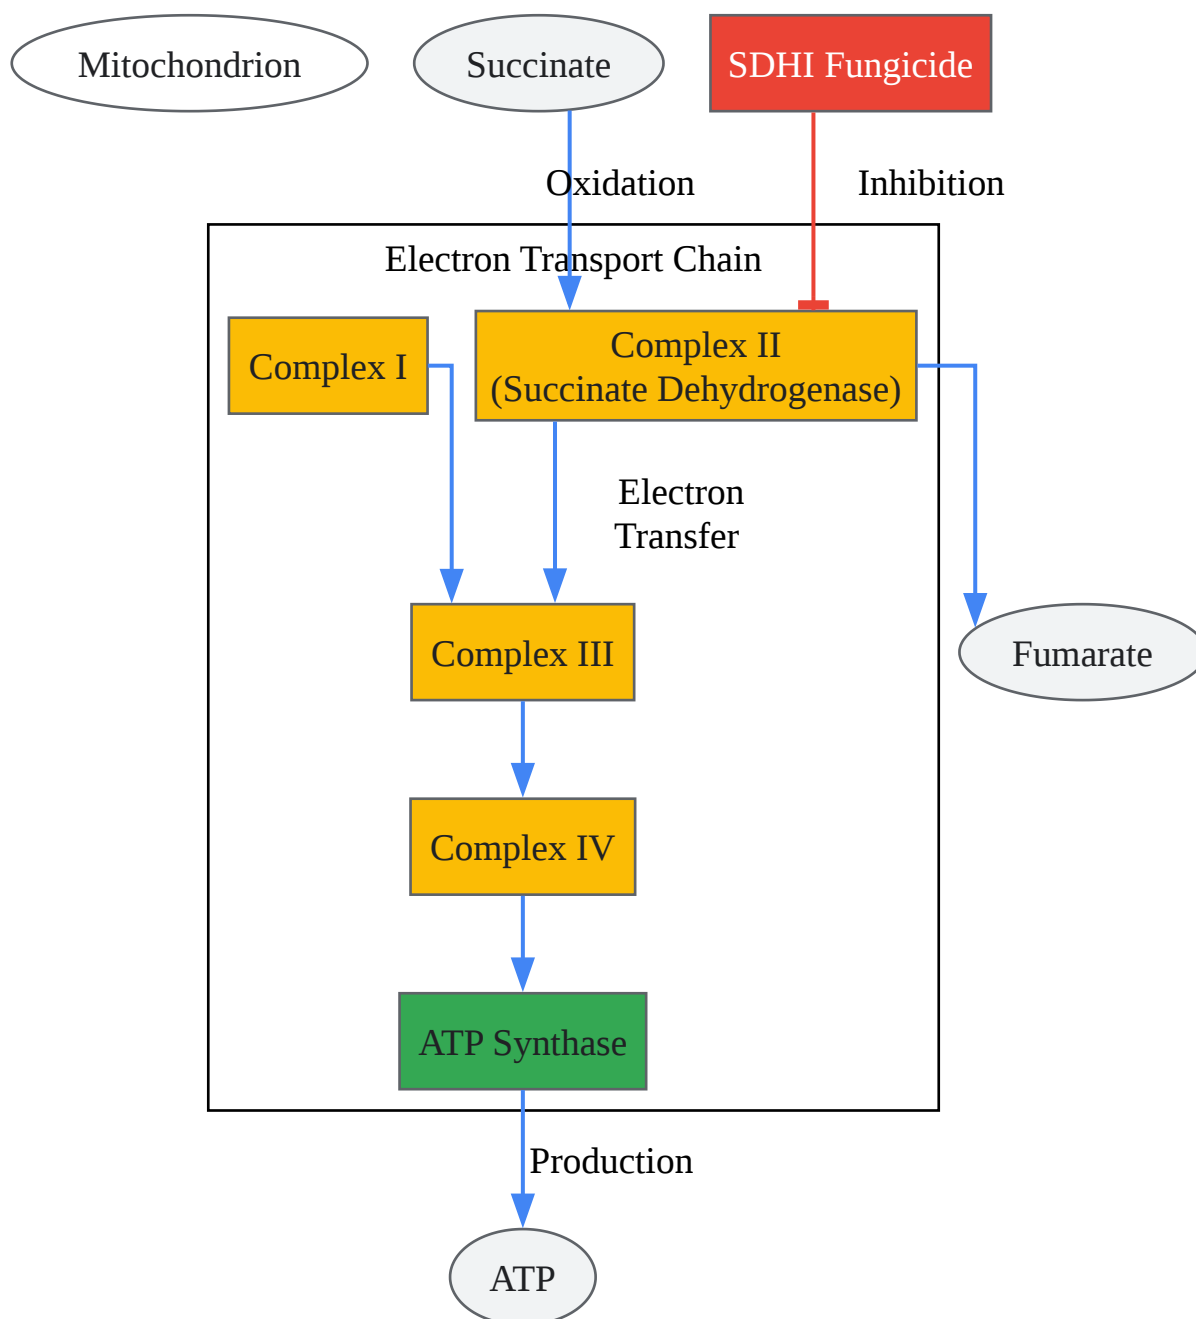 Mitochondrion
Succinate
SDHI Fungicide
Oxidation
Inhibition
Electron Transport Chain
Complex I
Complex II
(Succinate Dehydrogenase)
Electron
Transfer
Complex III
Fumarate
Complex IV
ATP Synthase
Production
ATP